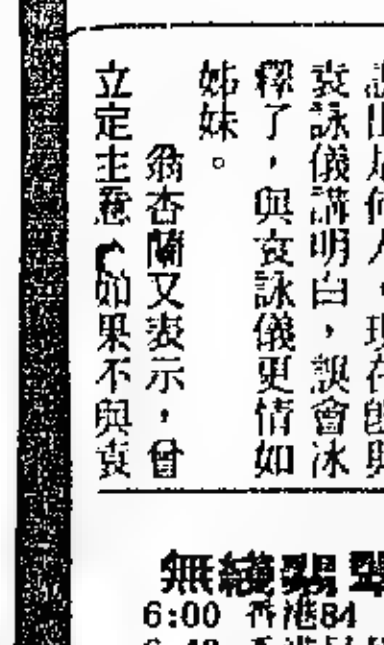 袁詠儀講明白，誤會冰
釋了，與袁詠儀更情如
姊妹。
翁杏蘭又表示，曾
立定主意，如果不與袁
無綫翡翠
6:00 香港84